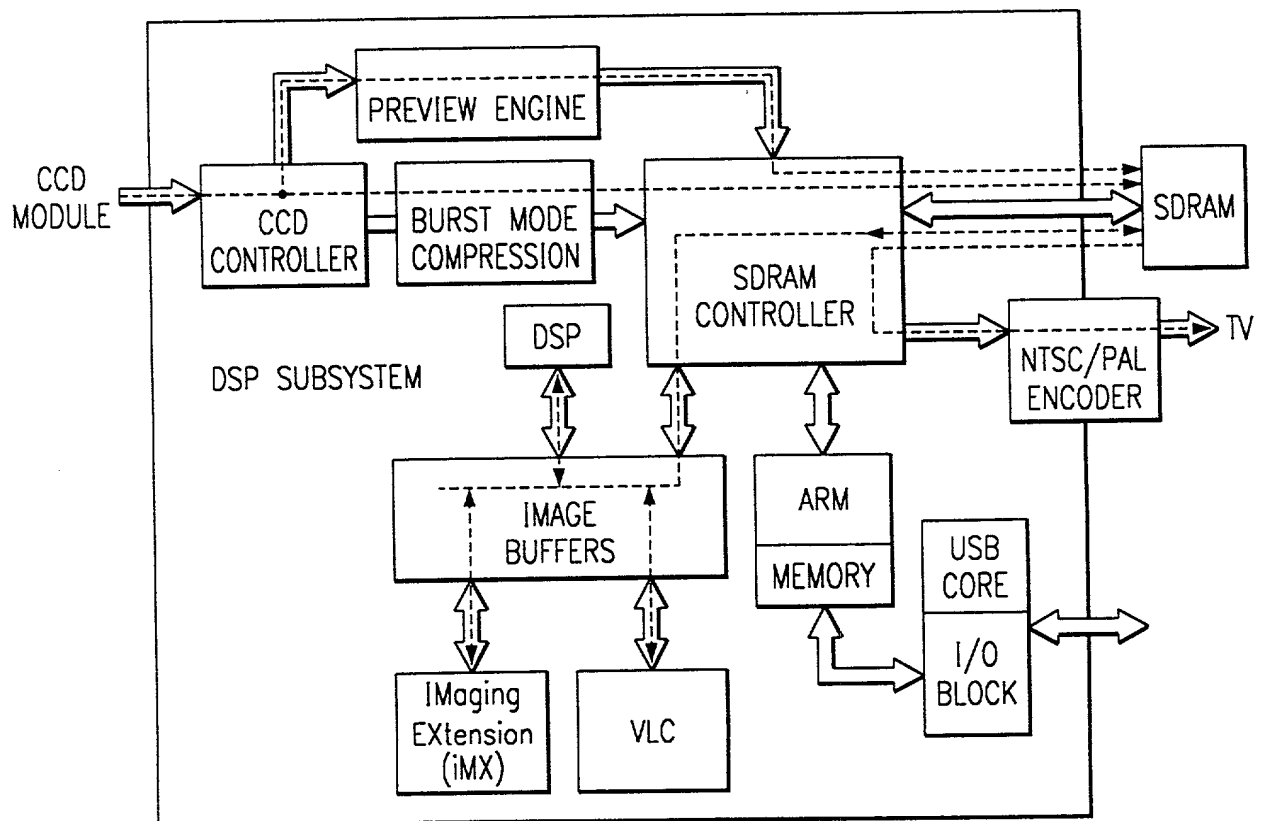 PREVIEW ENGINE
CCD
MODULE
CCD
CONTROLLER
BURST MODE
COMPRESSION
SDRAM
CONTROLLER
SDRAM
DSP
DSP SUBSYSTEM
NTSC/PAL
ENCODER
TV
IMAGE
BUFFERS
ARM
MEMORY
USB
CORE
I/O
BLOCK
IMaging
EXtension
(iMX)
VLC